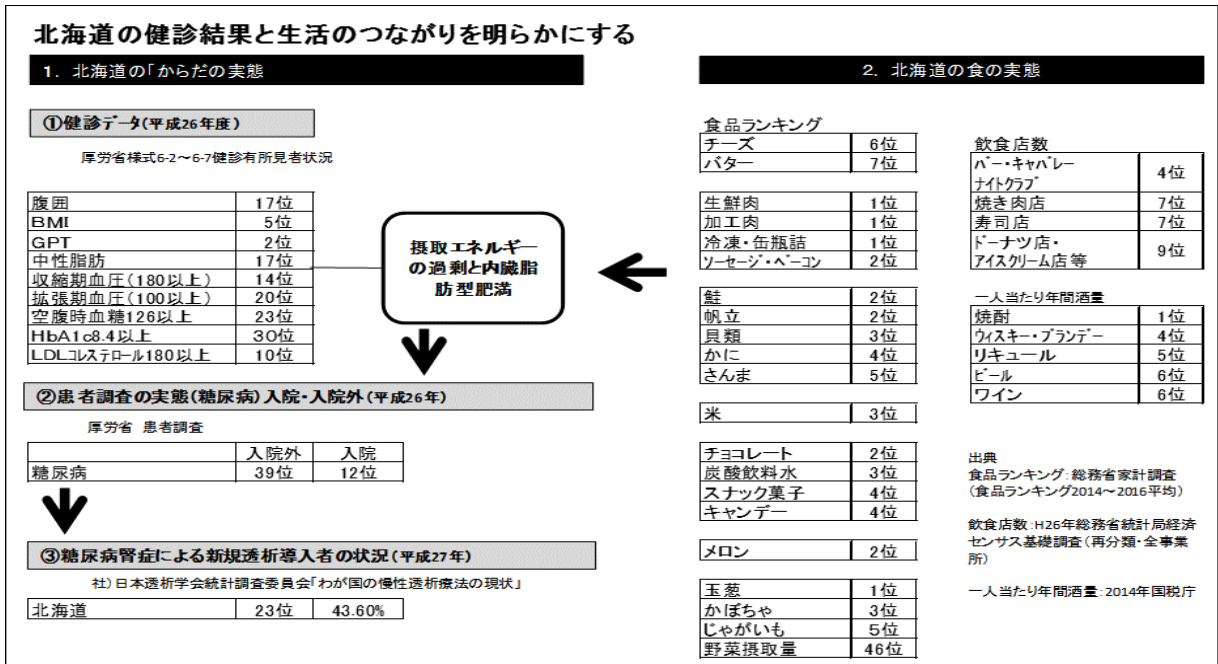 北海道の健診結果と生活のつながりを明らかにする
1. 北海道の「からだの実態
①健診データ(平成26年度)
厚労省様式6-2~6-7健診有所見者状況
腹囲 17位
BMI 5位
GPT 2位
中性脂肪 17位
収縮期血圧(180以上) 14位
拡張期血圧(100以上) 20位
空腹時血糖126以上 23位
HbA1c8.4以上 30位
LDLコレステロール180以上 10位
摂取エネルギー
の過剰と内臓脂
肪型肥満
②患者調査の実態(糖尿病)入院・入院外(平成26年)
厚労省 患者調査
入院外 入院
糖尿病 39位 12位
③糖尿病腎症による新規透析導入者の状況(平成27年)
社)日本透析学会統計調査委員会「わが国の慢性透析療法の現状」
北海道 23位 43.60%
2. 北海道の食の実態
食品ランキング
チーズ 6位
バター 7位
生鮮肉 1位
加工肉 1位
冷凍・缶瓶詰 1位
ソーセージ・ベーコン 2位
鮭 2位
帆立 2位
貝類 3位
かに 4位
さんま 5位
米 3位
チョコレート 2位
炭酸飲料水 3位
スナック菓子 4位
キャンデー 4位
メロン 2位
玉葱 1位
かぼちゃ 3位
じゃがいも 5位
野菜摂取量 46位
飲食店数
バー・キャバレー
ナイトクラブ 4位
焼き肉店 7位
寿司店 7位
ドーナツ店・
アイスクリーム店等 9位
一人当たり年間酒量
焼酎 1位
ウィスキー・ブランデー 4位
リキュール 5位
ビール 6位
ワイン 6位
出典
食品ランキング:総務省家計調査
(食品ランキング2014~2016平均)
飲食店数:H26年総務省統計局経済
センサス基礎調査(再分類・全事業
所)
一人当たり年間酒量:2014年国税庁